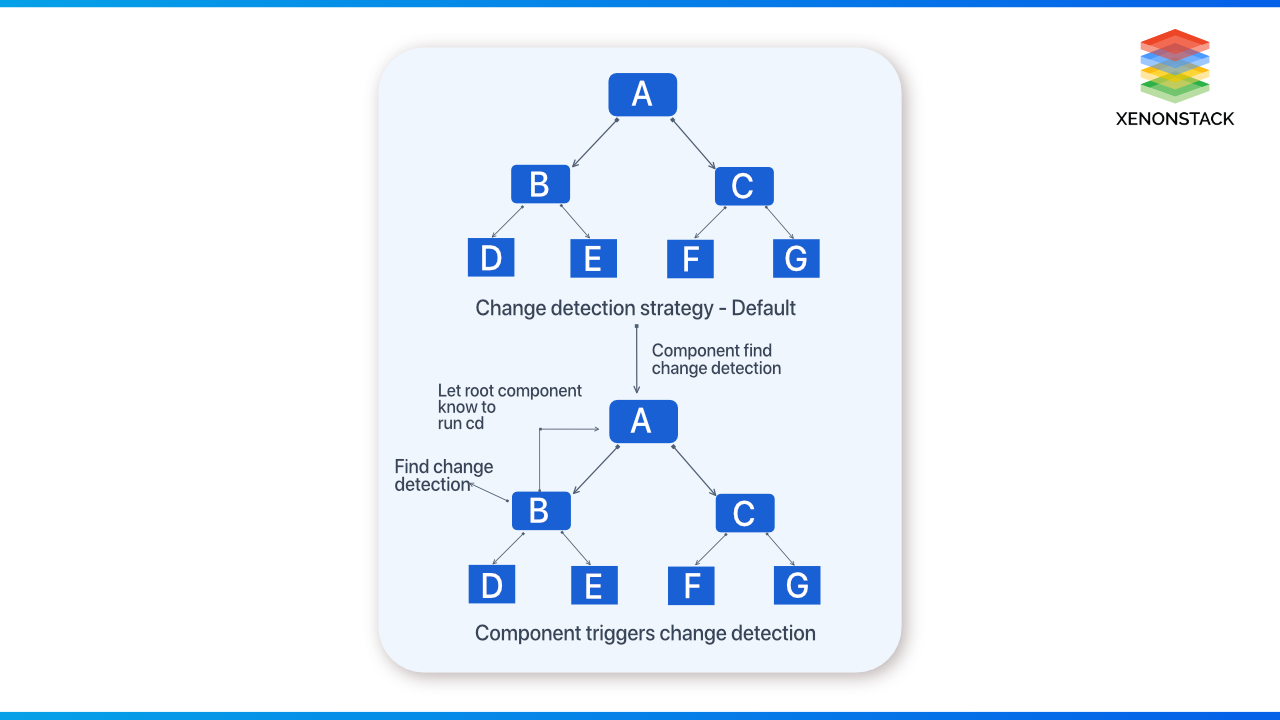 XENONSTACK
A
B
C
D
E
F
G
Change detection strategy - Default
Component find
change detection
Let root component
know to
run cd
A
Find change
detection
B
C
D
E
F
G
Component triggers change detection